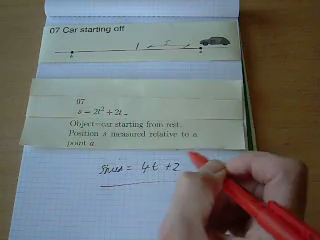 07 Car starting off
07
s = 2t² + 2t
Object=car starting from rest.
Position s measured relative to a
point a
= 4t + 2